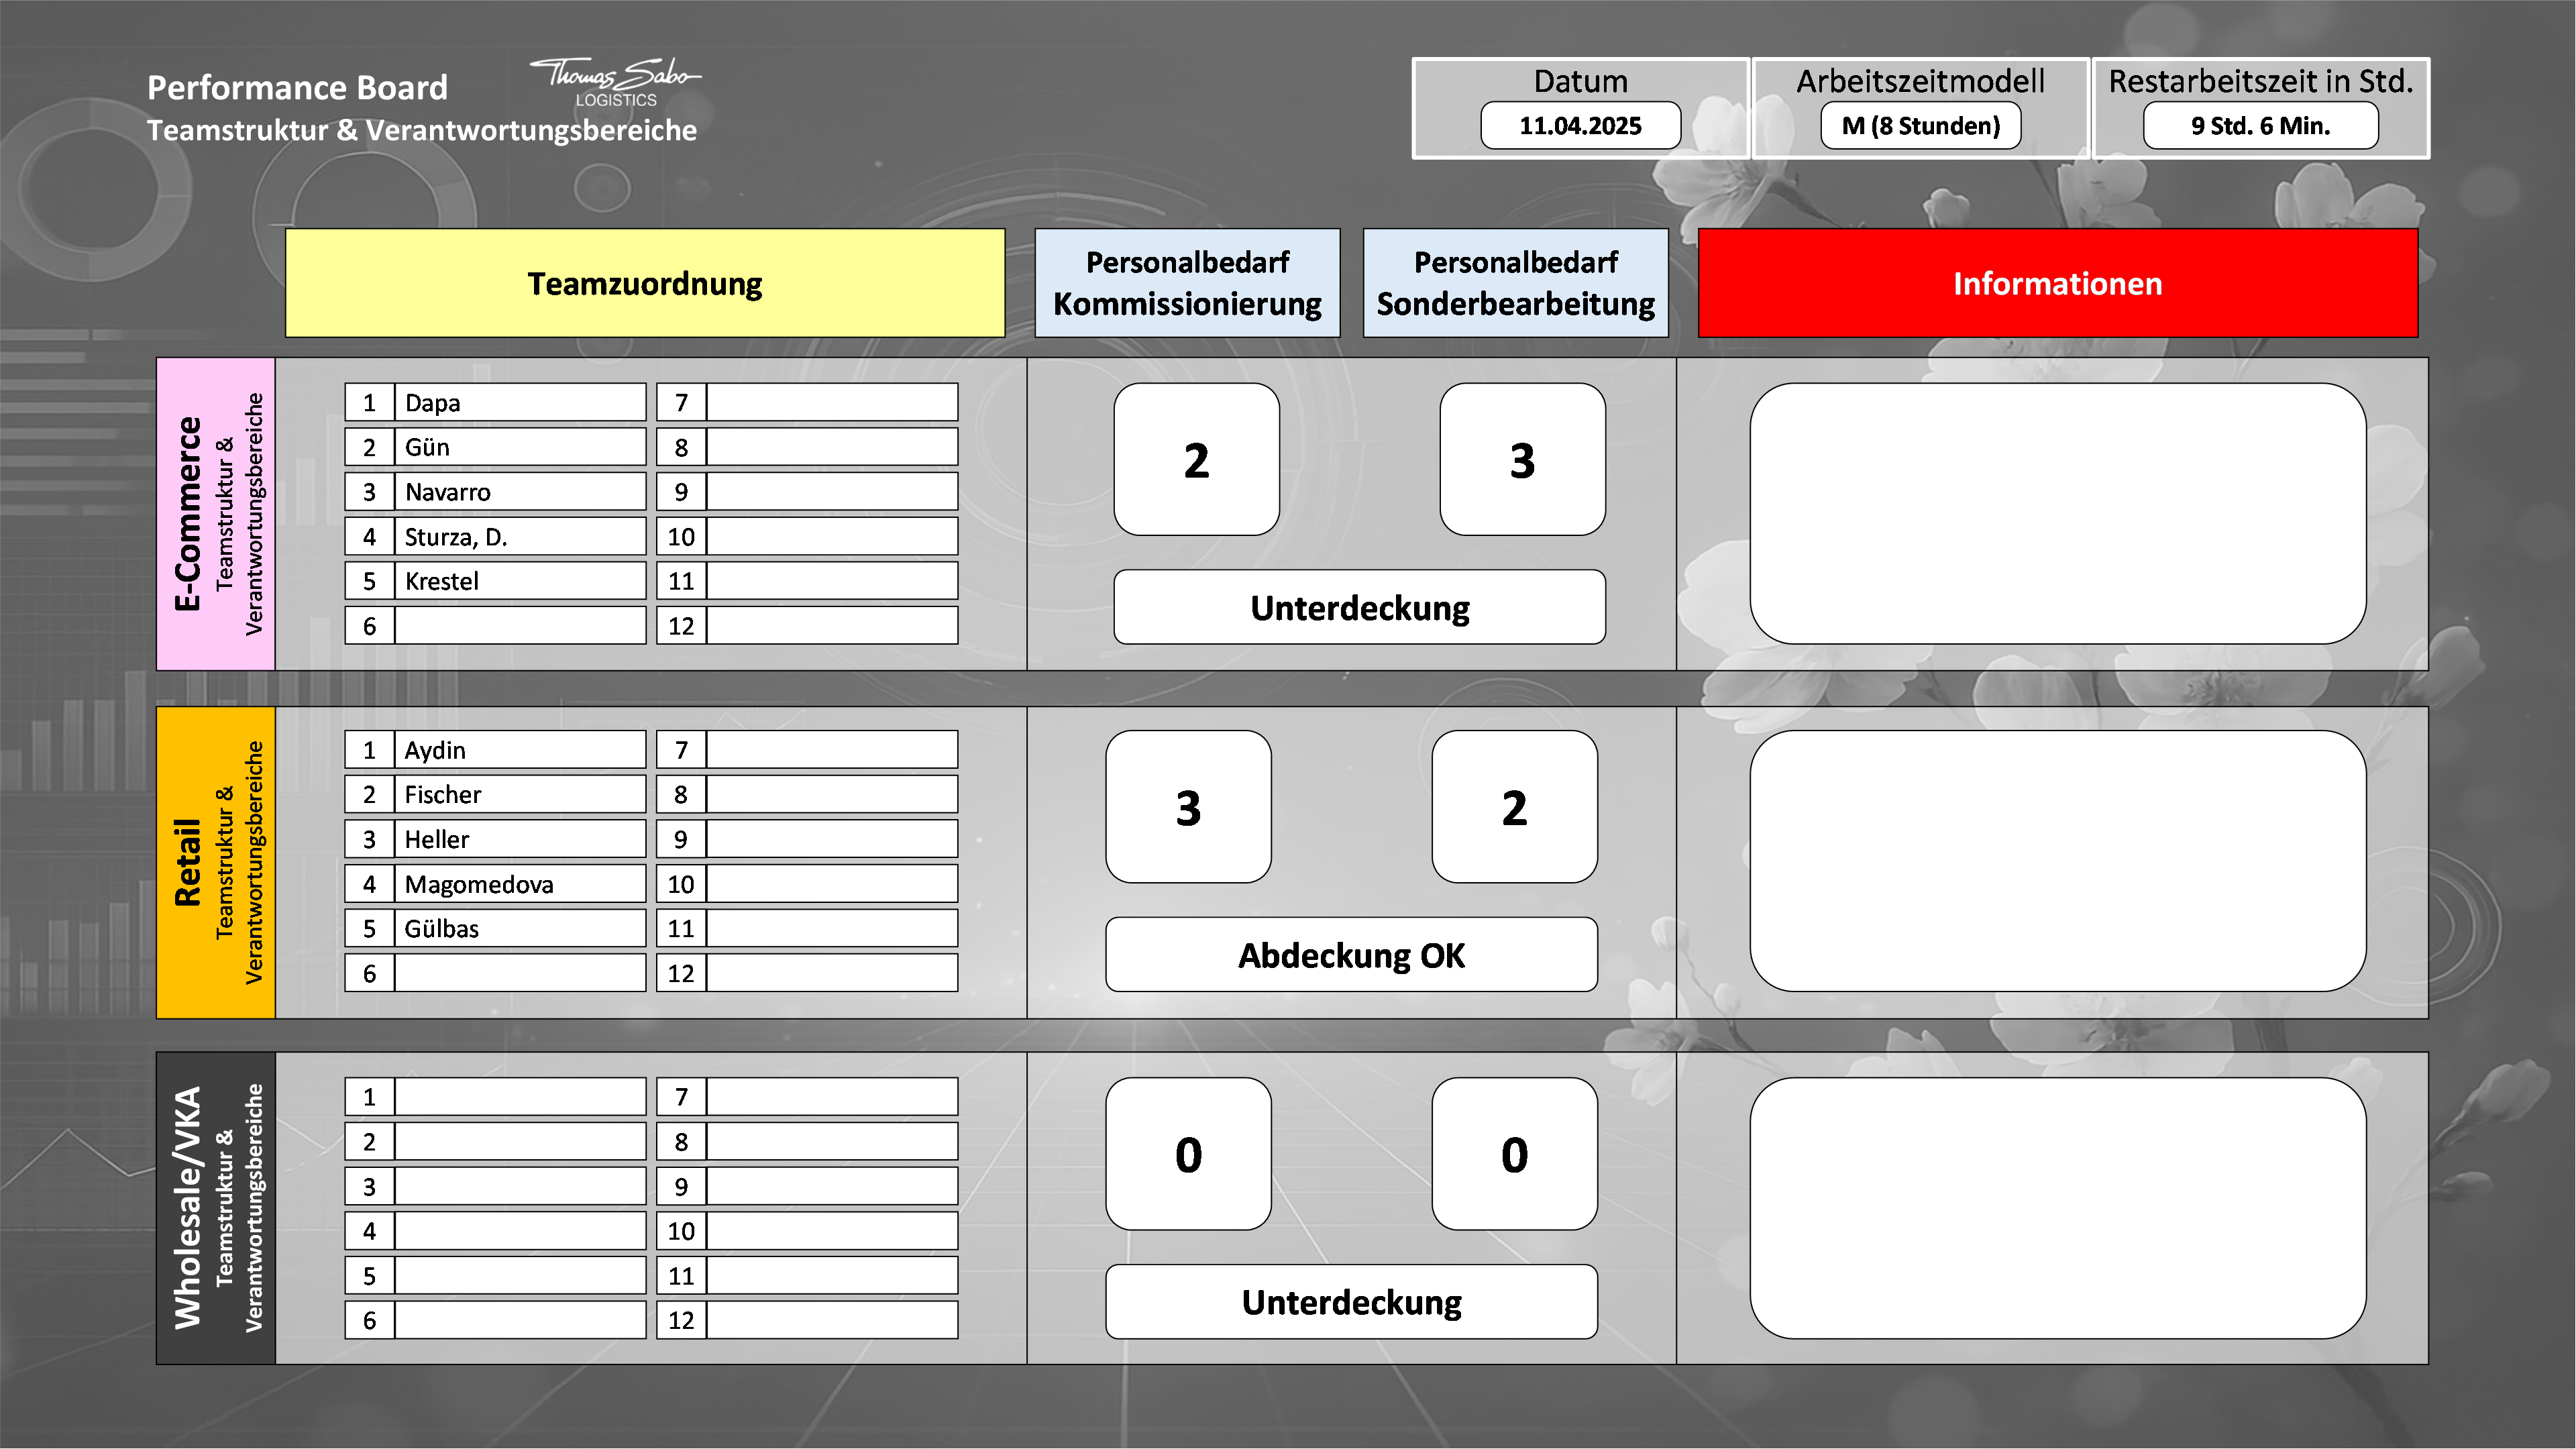 Performance Board
Thomas Sabo
LOGISTICS
Teamstruktur & Verantwortungsbereiche
Datum
11.04.2025
Arbeitszeitmodell
M (8 Stunden)
Restarbeitszeit in Std.
9 Std. 6 Min.
Teamzuordnung
Personalbedarf
Kommissionierung
Personalbedarf
Sonderbearbeitung
Informationen
E-Commerce
Teamstruktur &
Verantwortungsbereiche
1 Dapa
2 Gün
3 Navarro
4 Sturza, D.
5 Krestel
6
7
8
9
10
11
12
2
3
Unterdeckung
Retail
Teamstruktur &
Verantwortungsbereiche
1 Aydin
2 Fischer
3 Heller
4 Magomedova
5 Gülbas
6
7
8
9
10
11
12
3
2
Abdeckung OK
Wholesale/VKA
Teamstruktur &
Verantwortungsbereiche
1
2
3
4
5
6
7
8
9
10
11
12
0
0
Unterdeckung